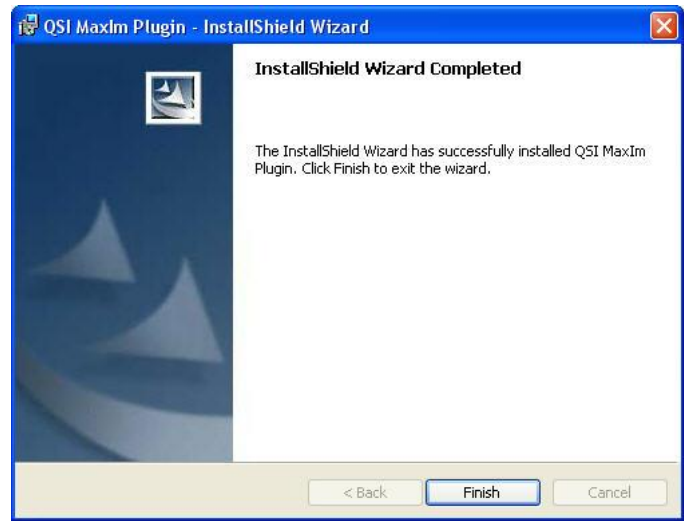 QSI MaxIm Plugin - InstallShield Wizard
InstallShield Wizard Completed
The InstallShield Wizard has successfully installed QSI MaxIm
Plugin. Click Finish to exit the wizard.
< Back
Finish
Cancel